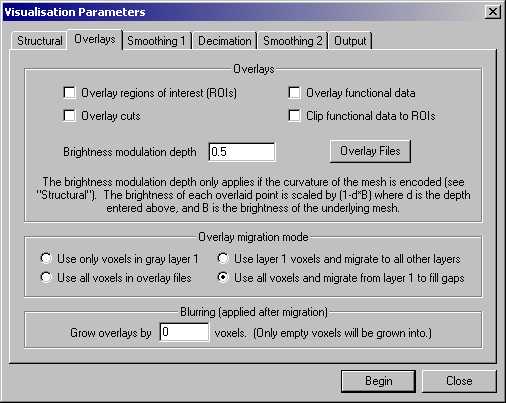 Visualisation Parameters
Structural Overlays Smoothing 1 Decimation Smoothing 2 Output
Overlays
Overlay regions of interest (ROIs) Overlay functional data
Overlay cuts Clip functional data to ROIs
Brightness modulation depth 0.5 Overlay Files
The brightness modulation depth only applies if the curvature of the mesh is encoded (see
"Structural"). The brightness of each overlaid point is scaled by (1-d*B) where d is the depth
entered above, and B is the brightness of the underlying mesh.
Overlay migration mode
Use only voxels in gray layer 1 Use layer 1 voxels and migrate to all other layers
Use all voxels in overlay files Use all voxels and migrate from layer 1 to fill gaps
Blurring (applied after migration)
Grow overlays by 0 voxels. (Only empty voxels will be grown into.)
Begin Close